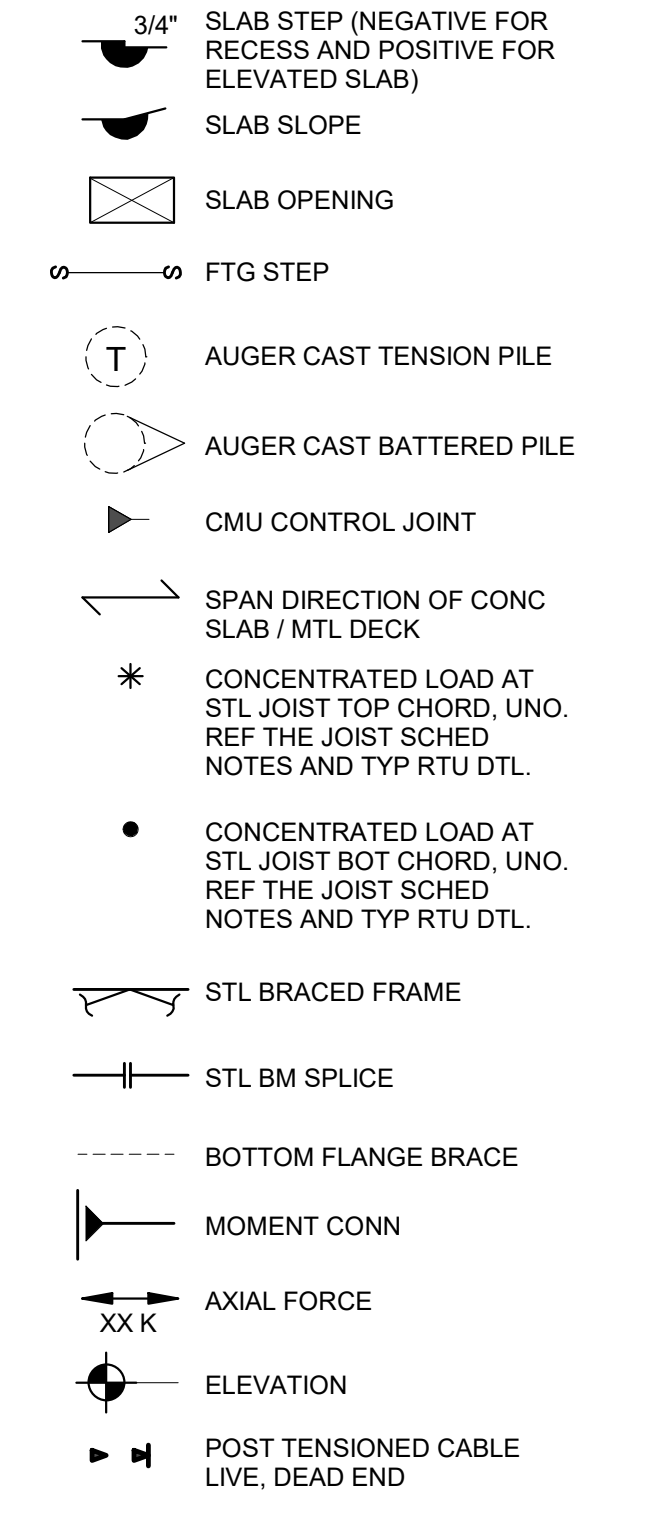 3/4"
SLAB STEP (NEGATIVE FOR
RECESS AND POSITIVE FOR
ELEVATED SLAB)
SLAB SLOPE
SLAB OPENING
S S FTG STEP
T AUGER CAST TENSION PILE
AUGER CAST BATTERED PILE
CMU CONTROL JOINT
SPAN DIRECTION OF CONC
SLAB / MTL DECK
CONCENTRATED LOAD AT
STL JOIST TOP CHORD, UNO.
REF THE JOIST SCHED
NOTES AND TYP RTU DTL.
CONCENTRATED LOAD AT
STL JOIST BOT CHORD, UNO.
REF THE JOIST SCHED
NOTES AND TYP RTU DTL.
STL BRACED FRAME
STL BM SPLICE
BOTTOM FLANGE BRACE
MOMENT CONN
AXIAL FORCE
XX K
ELEVATION
POST TENSIONED CABLE
LIVE, DEAD END